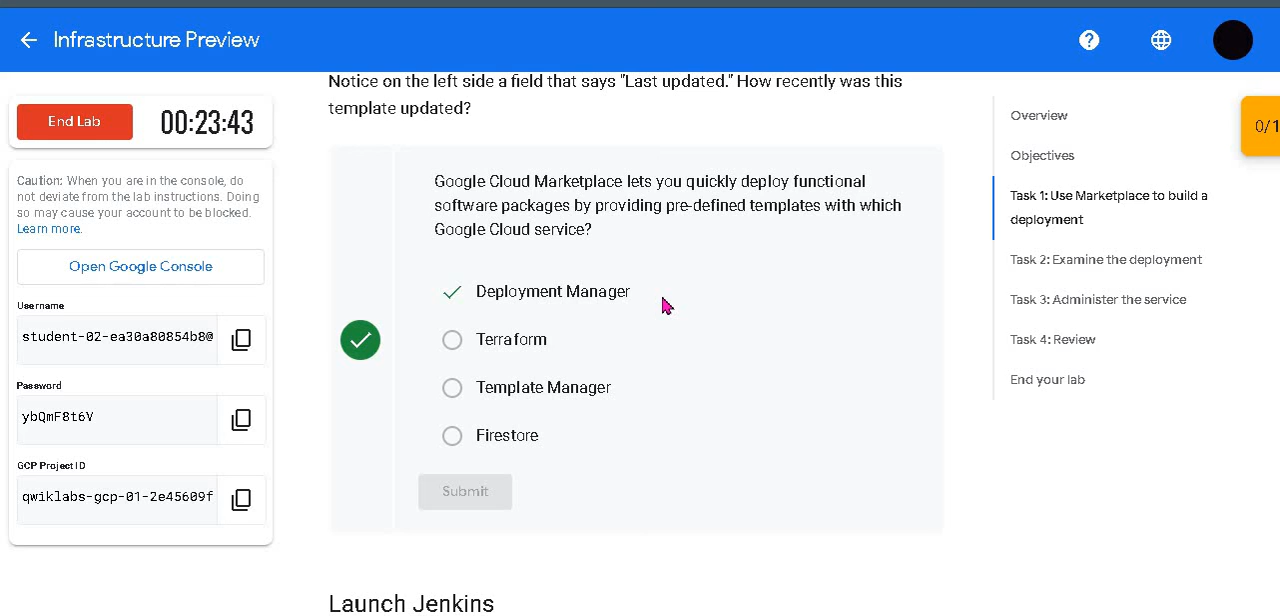 Infrastructure Preview
Notice on the left side a field that says "Last updated." How recently was this
template updated?
End Lab
00:23:43
Caution: When you are in the console, do
not deviate from the lab instructions. Doing
so may cause your account to be blocked.
Learn more.
Open Google Console
Username
student-02-ea30a80854b8@
Password
ybQmF8t6V
GCP Project ID
qwiklabs-gcp-01-2e45609f
Google Cloud Marketplace lets you quickly deploy functional
software packages by providing pre-defined templates with which
Google Cloud service?
Deployment Manager
Terraform
Template Manager
Firestore
Submit
Launch Jenkins
Overview
Objectives
Task 1: Use Marketplace to build a
deployment
Task 2: Examine the deployment
Task 3: Administer the service
Task 4: Review
End your lab
0/1